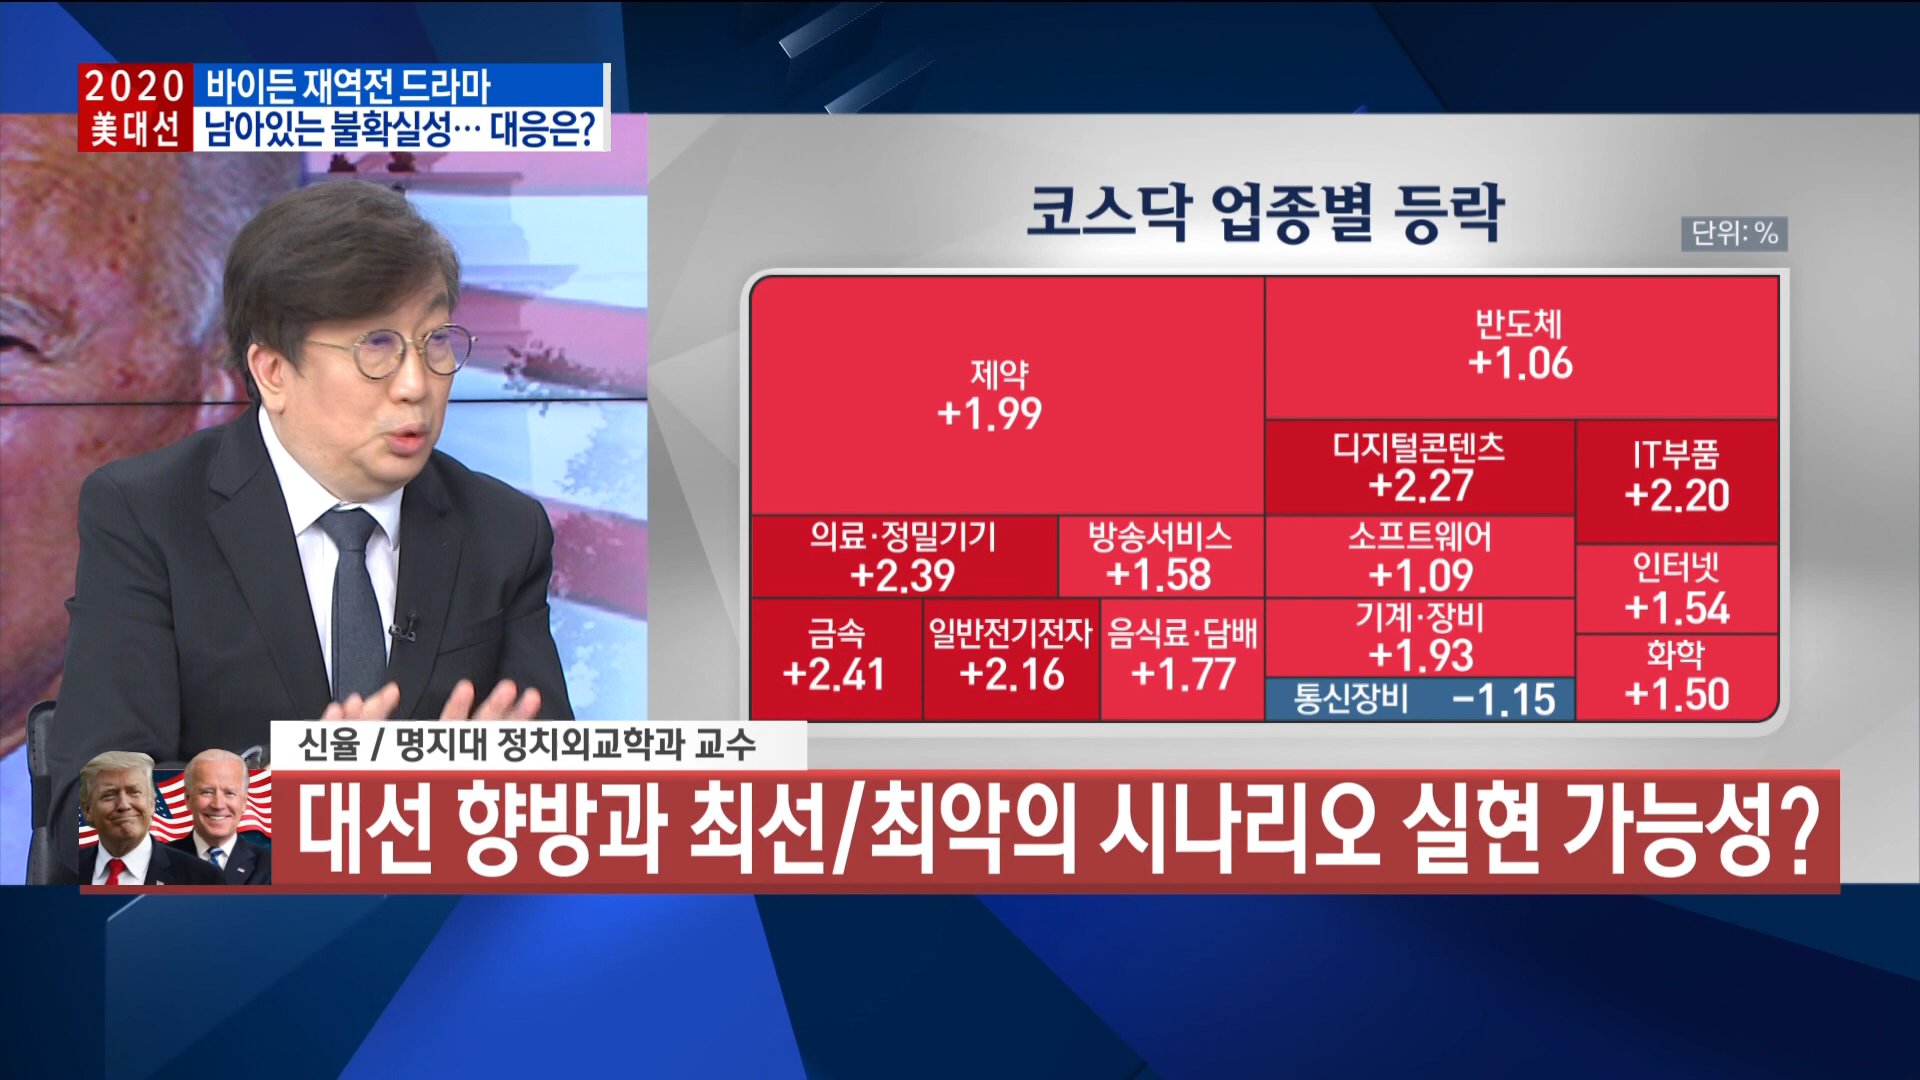 2020
美대선
바이든 재역전 드라마
남아있는 불확실성… 대응은?
코스닥 업종별 등락
단위: %
제약
+1.99
반도체
+1.06
디지털콘텐츠
+2.27
IT부품
+2.20
의료·정밀기기
+2.39
방송서비스
+1.58
소프트웨어
+1.09
인터넷
+1.54
금속
+2.41
일반전기전자
+2.16
음식료·담배
+1.77
기계·장비
+1.93
화학
+1.50
통신장비 -1.15
신율 / 명지대 정치외교학과 교수
대선 향방과 최선/최악의 시나리오 실현 가능성?